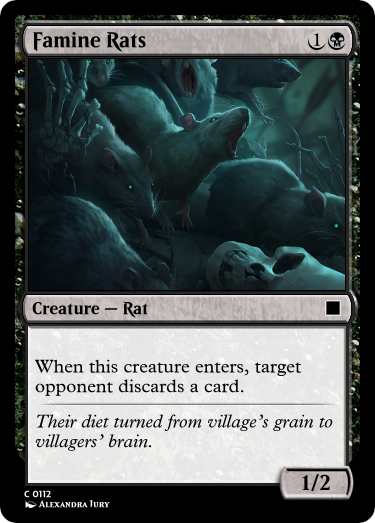 Famine Rats 1
Creature — Rat
When this creature enters, target
opponent discards a card.
Their diet turned from village's grain to
villagers' brain.
1/2
C 0112
Alexandra Jury